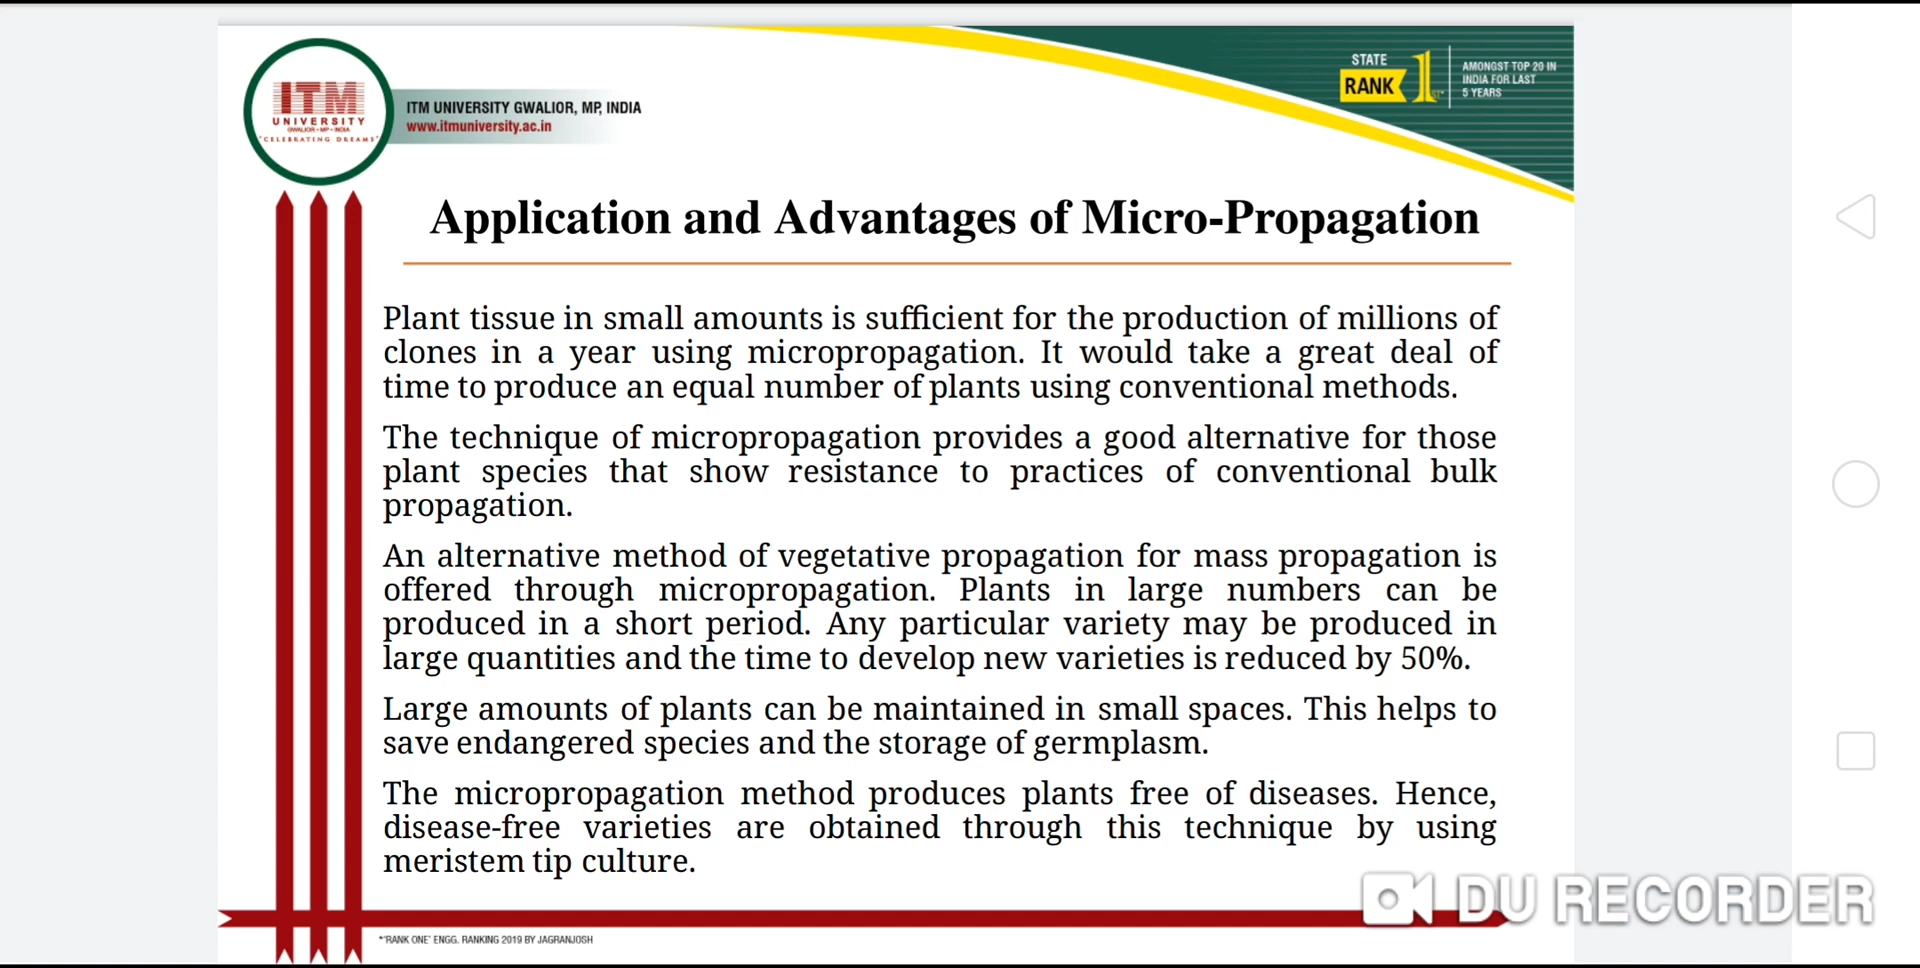 ITM
UNIVERSITY
GWALIOR • MP • INDIA
"CELEBRATING DREAMS"
ITM UNIVERSITY GWALIOR, MP, INDIA
www.itmuniversity.ac.in
STATE
RANK 1ST*
AMONGST TOP 20 IN
INDIA FOR LAST
5 YEARS
Application and Advantages of Micro-Propagation
Plant tissue in small amounts is sufficient for the production of millions of
clones in a year using micropropagation. It would take a great deal of
time to produce an equal number of plants using conventional methods.
The technique of micropropagation provides a good alternative for those
plant species that show resistance to practices of conventional bulk
propagation.
An alternative method of vegetative propagation for mass propagation is
offered through micropropagation. Plants in large numbers can be
produced in a short period. Any particular variety may be produced in
large quantities and the time to develop new varieties is reduced by 50%.
Large amounts of plants can be maintained in small spaces. This helps to
save endangered species and the storage of germplasm.
The micropropagation method produces plants free of diseases. Hence,
disease-free varieties are obtained through this technique by using
meristem tip culture.
DU RECORDER
*'RANK ONE' ENGG. RANKING 2019 BY JAGRANJOSH